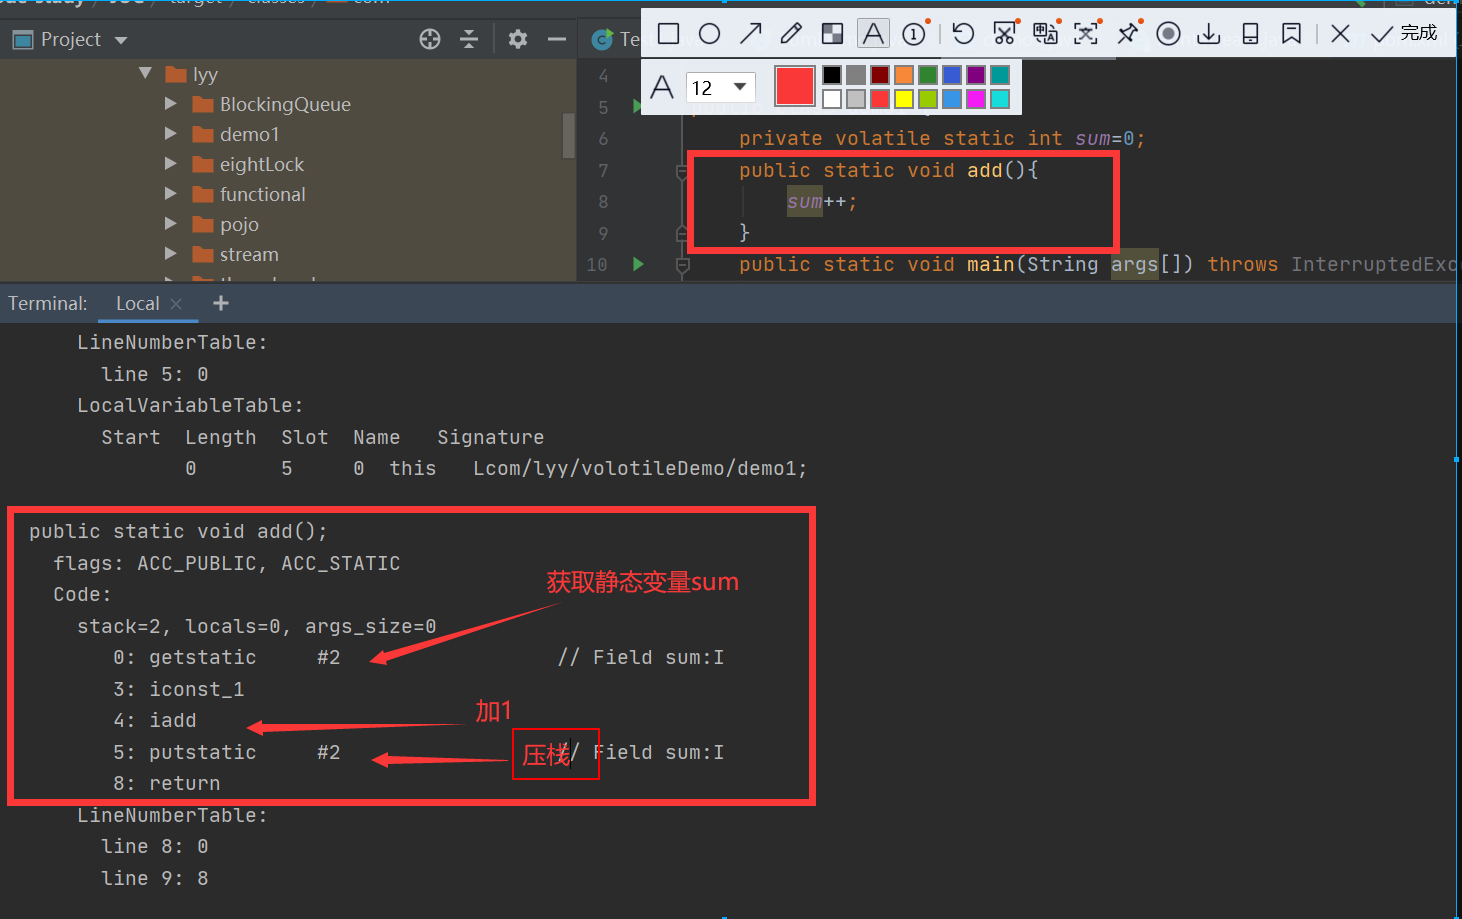 Project
lyy
BlockingQueue
demo1
eightLock
functional
pojo
stream
完成
A 12
4
5
6 private volatile static int sum=0;
7 public static void add(){
8 sum++;
9 }
10 public static void main(String args[]) throws InterruptedExc
Terminal: Local × +
LineNumberTable:
line 5: 0
LocalVariableTable:
Start Length Slot Name Signature
0 5 0 this Lcom/lyy/volotileDemo/demo1;
public static void add();
flags: ACC_PUBLIC, ACC_STATIC
获取静态变量sum
Code:
stack=2, locals=0, args_size=0
0: getstatic #2 // Field sum:I
3: iconst_1
加1
4: iadd
5: putstatic #2 // Field sum:I
压栈
8: return
LineNumberTable:
line 8: 0
line 9: 8